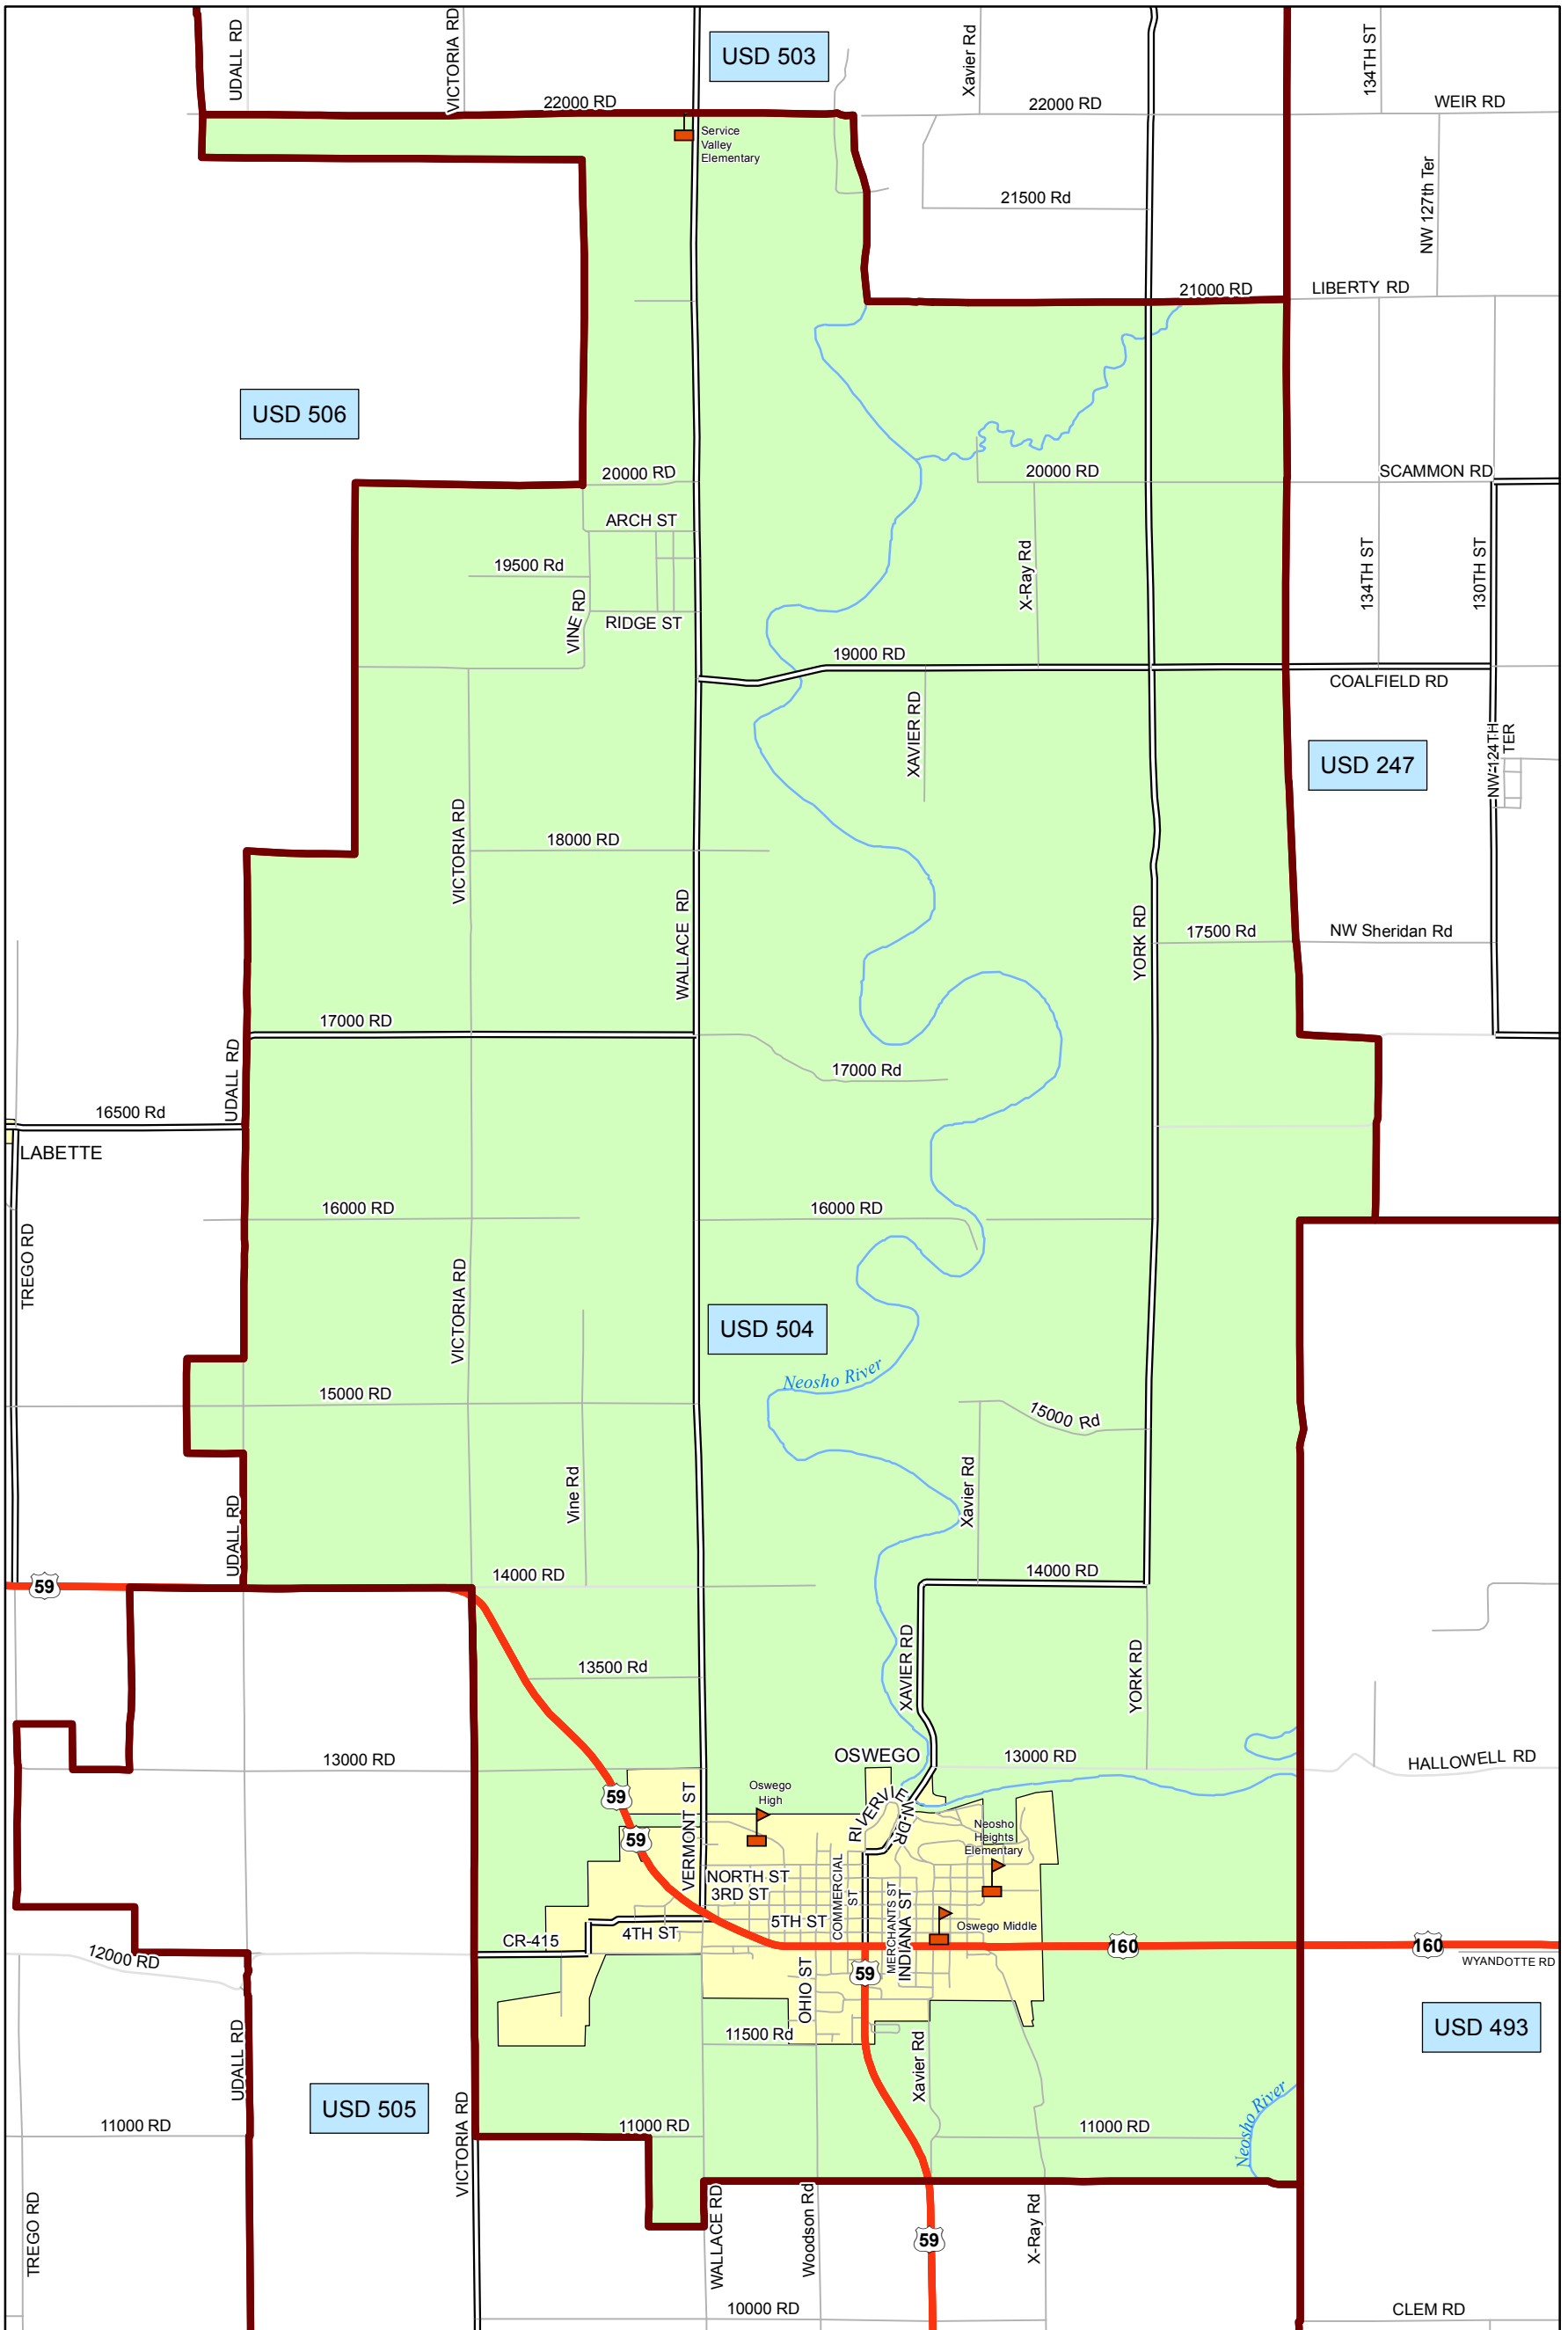 UDALL RD
VICTORIA RD
USD 503
Xavier Rd
134TH ST
22000 RD
22000 RD
WEIR RD
Service
Valley
Elementary
NW 127th Ter
21500 Rd
21000 RD
LIBERTY RD
USD 506
20000 RD
20000 RD
SCAMMON RD
ARCH ST
19500 Rd
X-Ray Rd
134TH ST
130TH ST
VINE RD
RIDGE ST
19000 RD
COALFIELD RD
XAVIER RD
NW 124TH
TER
USD 247
VICTORIA RD
18000 RD
WALLACE RD
YORK RD
17500 Rd
NW Sheridan Rd
17000 RD
UDALL RD
17000 Rd
16500 Rd
LABETTE
16000 RD
16000 RD
TREGO RD
VICTORIA RD
USD 504
Neosho River
15000 RD
15000 Rd
Vine Rd
Xavier Rd
UDALL RD
59
14000 RD
14000 RD
XAVIER RD
YORK RD
13500 Rd
13000 RD
OSWEGO
13000 RD
HALLOWELL RD
59
Oswego
High
VERMONT ST
RIVERVIEW DR
59
Neosho
Heights
Elementary
NORTH ST
3RD ST
COMMERCIAL
ST
MERCHANTS ST
INDIANA ST
5TH ST
4TH ST
Oswego Middle
CR-415
160
160
WYANDOTTE RD
12000 RD
59
OHIO ST
11500 Rd
Xavier Rd
USD 493
UDALL RD
USD 505
VICTORIA RD
11000 RD
11000 RD
11000 RD
Neosho River
TREGO RD
WALLACE RD
Woodson Rd
59
X-Ray Rd
10000 RD
CLEM RD